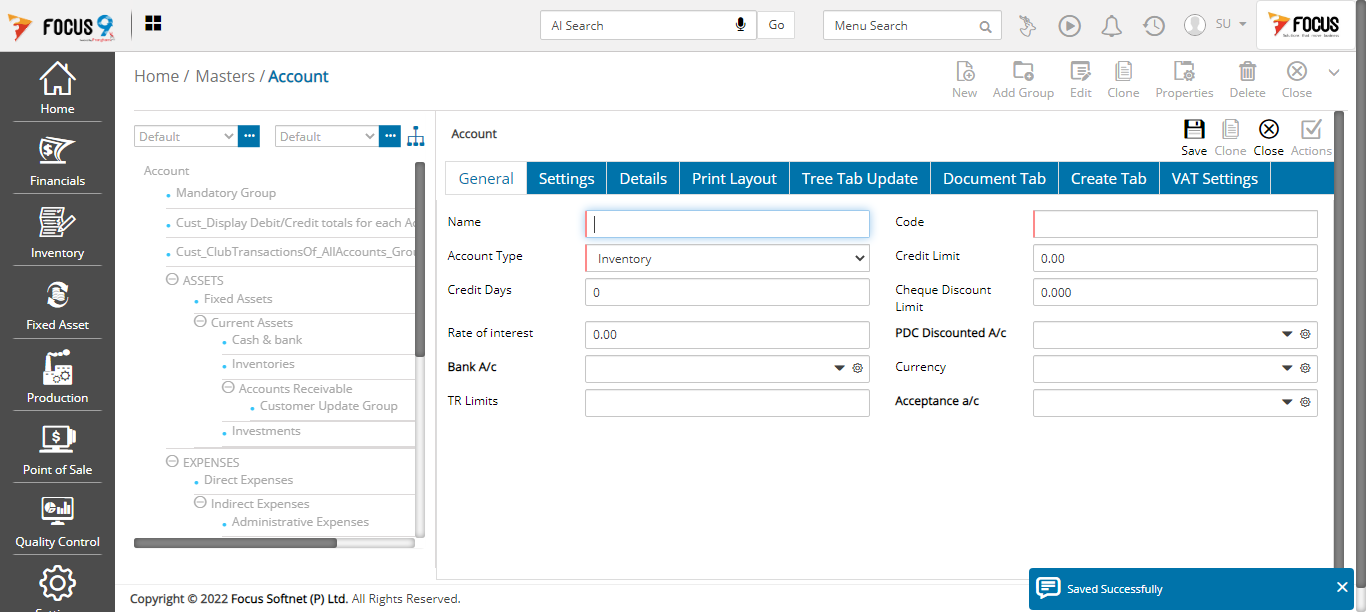 FOCUS 9
AI Search
Go
Menu Search
SU
FOCUS
Home / Masters / Account
New
Add Group
Edit
Clone
Properties
Delete
Close
Home
Financials
Inventory
Fixed Asset
Production
Point of Sale
Quality Control
Default
Default
Account
Mandatory Group
Cust_Display Debit/Credit totals for each Ac
Cust_ClubTransactionsOf_AllAccounts_Grou
ASSETS
Fixed Assets
Current Assets
Cash & bank
Inventories
Accounts Receivable
Customer Update Group
Investments
EXPENSES
Direct Expenses
Indirect Expenses
Administrative Expenses
Account
Save
Clone
Close
Actions
General
Settings
Details
Print Layout
Tree Tab Update
Document Tab
Create Tab
VAT Settings
Name
Code
Account Type
Inventory
Credit Limit
0.00
Credit Days
0
Cheque Discount
Limit
0.000
Rate of interest
0.00
PDC Discounted A/c
Bank A/c
Currency
TR Limits
Acceptance a/c
Saved Successfully
Copyright © 2022 Focus Softnet (P) Ltd. All Rights Reserved.